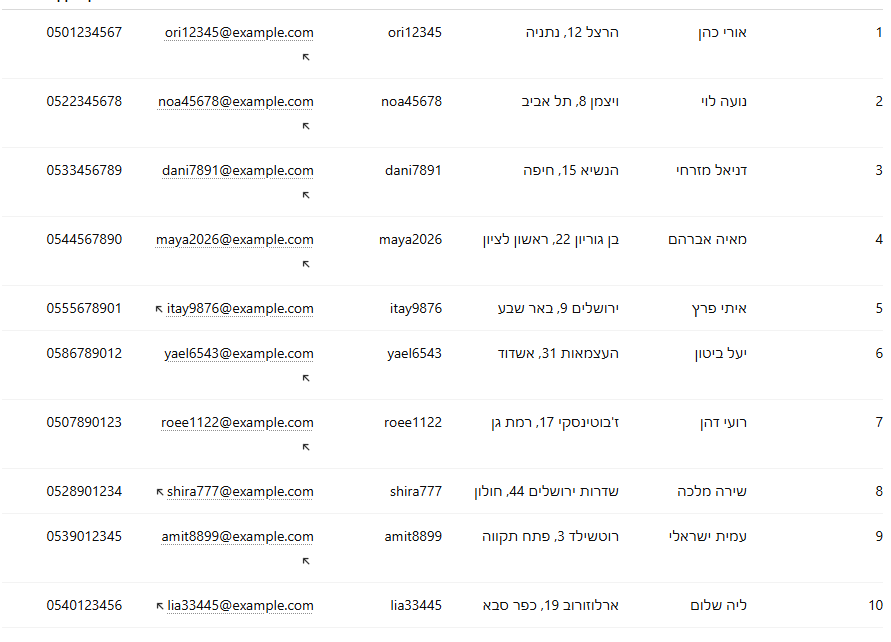 1 אורי כהן הרצל 12, נתניה ori12345 ori12345@example.com 0501234567
2 נועה לוי ויצמן 8, תל אביב noa45678 noa45678@example.com 0522345678
3 דניאל מזרחי הנשיא 15, חיפה dani7891 dani7891@example.com 0533456789
4 מאיה אברהם בן גוריון 22, ראשון לציון maya2026 maya2026@example.com 0544567890
5 איתי פרץ ירושלים 9, באר שבע itay9876 itay9876@example.com 0555678901
6 יעל ביטון העצמאות 31, אשדוד yael6543 yael6543@example.com 0586789012
7 רועי דהן ז'בוטינסקי 17, רמת גן roee1122 roee1122@example.com 0507890123
8 שירה מלכה שדרות ירושלים 44, חולון shira777 shira777@example.com 0528901234
9 עמית ישראלי רוטשילד 3, פתח תקווה amit8899 amit8899@example.com 0539012345
10 ליה שלום ארלוזורוב 19, כפר סבא lia33445 lia33445@example.com 0540123456